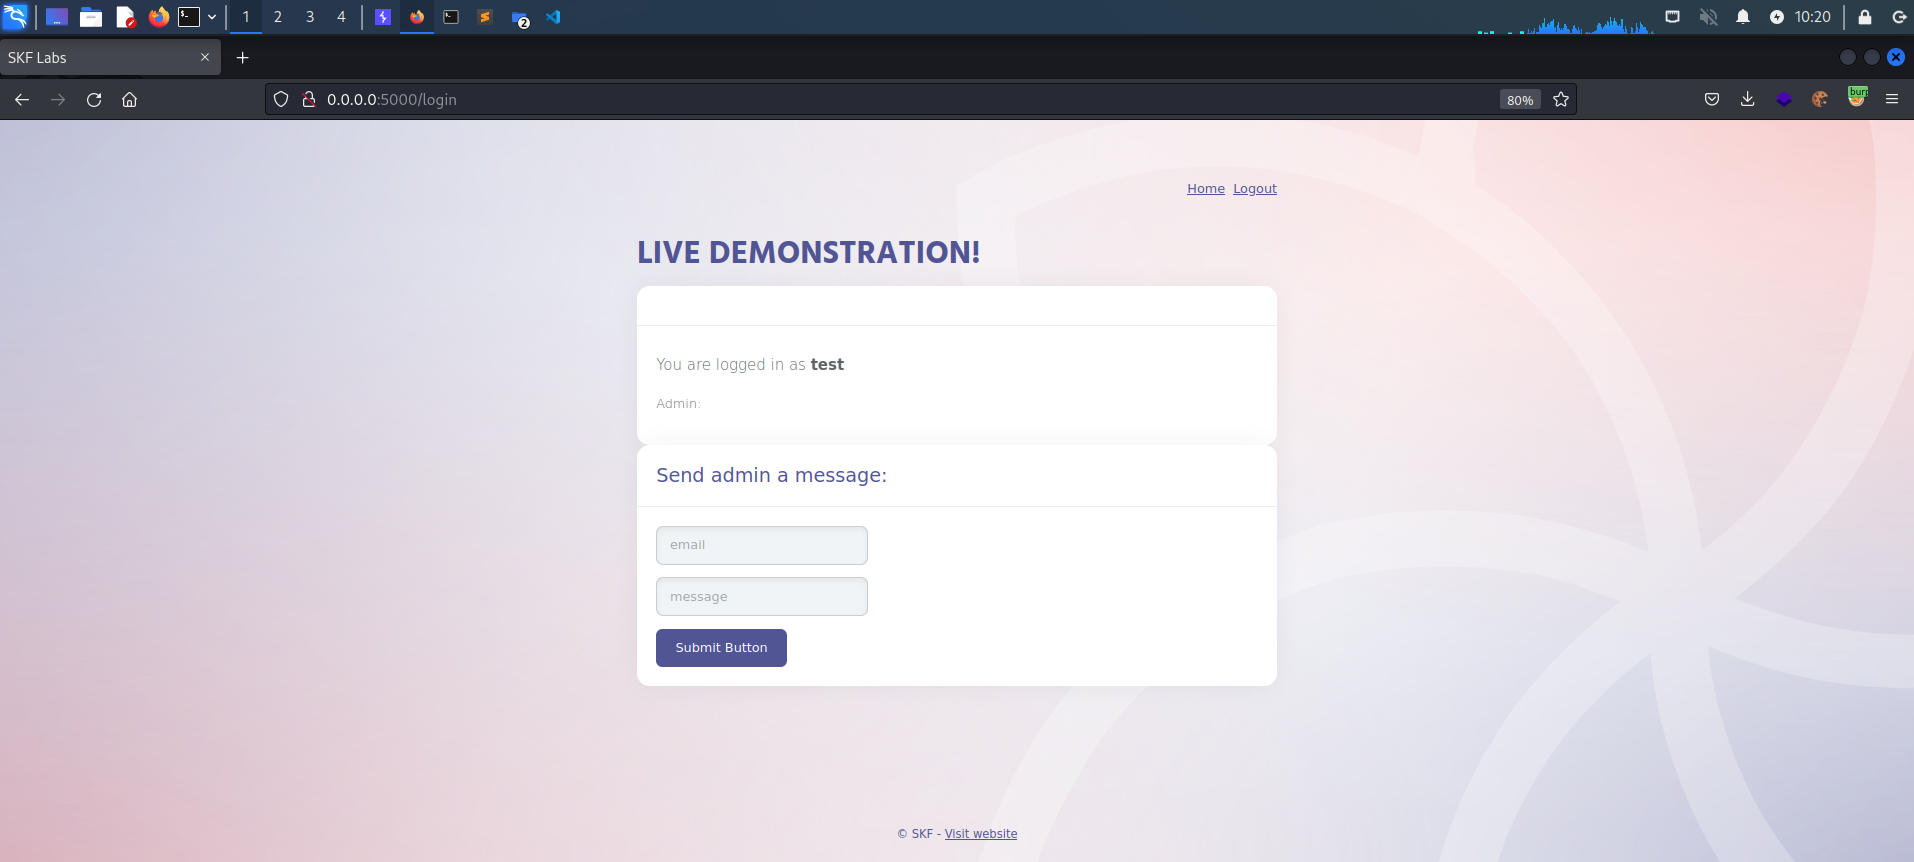 1 2 3 4 2 10:20
SKF Labs
0.0.0.0:5000/login 80% burp
Home Logout
LIVE DEMONSTRATION!
You are logged in as test
Admin:
Send admin a message:
email
message
Submit Button
© SKF - Visit website